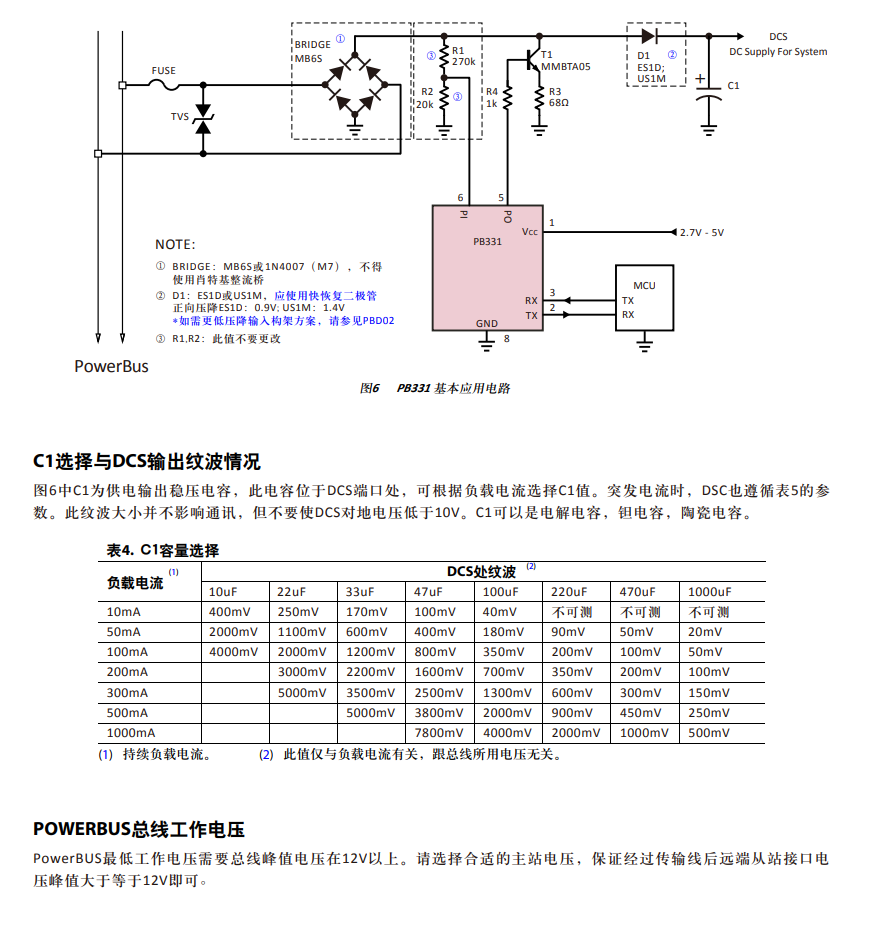 DCS
DC Supply For System
BRIDGE ①
MB6S
③ R1
270k
T1
MMBTA05
D1 ②
ES1D;
US1M
+
C1
FUSE
TVS
R2 ③
20k
R4
1k
R3
68Ω
6
5
PI
PO
PB331
Vcc
1
2.7V - 5V
MCU
RX
3
TX
TX
2
RX
GND
8
NOTE:
① BRIDGE：MB6S或1N4007（M7），不得
使用肖特基整流桥
② D1：ES1D或US1M，应使用快恢复二极管
正向压降ES1D：0.9V; US1M：1.4V
*如需更低压降输入构架方案，请参见PBD02
③ R1,R2：此值不要更改
PowerBus
图6 PB331 基本应用电路
C1选择与DCS输出纹波情况
图6中C1为供电输出稳压电容，此电容位于DCS端口处，可根据负载电流选择C1值。突发电流时，DSC也遵循表5的参
数。此纹波大小并不影响通讯，但不要使DCS对地电压低于10V。C1可以是电解电容，钽电容，陶瓷电容。
表4. C1容量选择
负载电流 (1) DCS处纹波 (2)
10uF 22uF 33uF 47uF 100uF 220uF 470uF 1000uF
10mA 400mV 250mV 170mV 100mV 40mV 不可测 不可测 不可测
50mA 2000mV 1100mV 600mV 400mV 180mV 90mV 50mV 20mV
100mA 4000mV 2000mV 1200mV 800mV 350mV 200mV 100mV 50mV
200mA 3000mV 2200mV 1600mV 700mV 350mV 200mV 100mV
300mA 5000mV 3500mV 2500mV 1300mV 600mV 300mV 150mV
500mA 5000mV 3800mV 2000mV 900mV 450mV 250mV
1000mA 7800mV 4000mV 2000mV 1000mV 500mV
(1) 持续负载电流。 (2) 此值仅与负载电流有关，跟总线所用电压无关。
POWERBUS总线工作电压
PowerBUS最低工作电压需要总线峰值电压在12V以上。请选择合适的主站电压，保证经过传输线后远端从站接口电
压峰值大于等于12V即可。